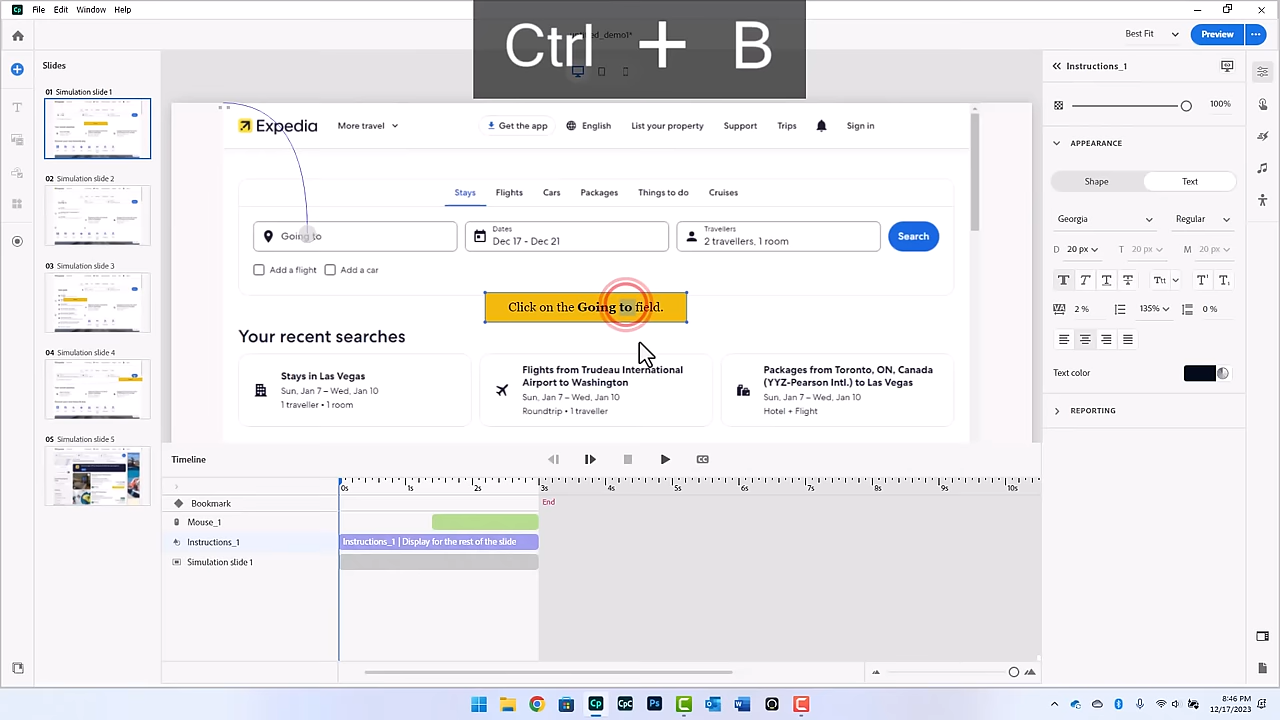 Cp File Edit Window Help
Ctrl + B
_demo1*
Best Fit
Preview
Slides
01 Simulation slide 1
02 Simulation slide 2
03 Simulation slide 3
04 Simulation slide 4
05 Simulation slide 5
Expedia
More travel
Get the app
English
List your property
Support
Trips
Sign in
Stays
Flights
Cars
Packages
Things to do
Cruises
Going to
Dates
Dec 17 - Dec 21
Travellers
2 travellers, 1 room
Search
Add a flight
Add a car
Click on the Going to field.
Your recent searches
Stays in Las Vegas
Sun, Jan 7 – Wed, Jan 10
1 traveller • 1 room
Flights from Trudeau International
Airport to Washington
Sun, Jan 7 – Wed, Jan 10
Roundtrip • 1 traveller
Packages from Toronto, ON, Canada
(YYZ-Pearson Intl.) to Las Vegas
Sun, Jan 7 – Wed, Jan 10
Hotel + Flight
Instructions_1
100%
APPEARANCE
Shape
Text
Georgia
Regular
D 20 px
T 20 px
M 20 px
2 %
135%
0 %
Text color
REPORTING
Timeline
0s 1s 2s 3s 4s 5s 6s 7s 8s 9s 10s
Bookmark
End
Mouse_1
Instructions_1
Instructions_1 | Display for the rest of the slide
Simulation slide 1
8:46 PM
12/17/2023